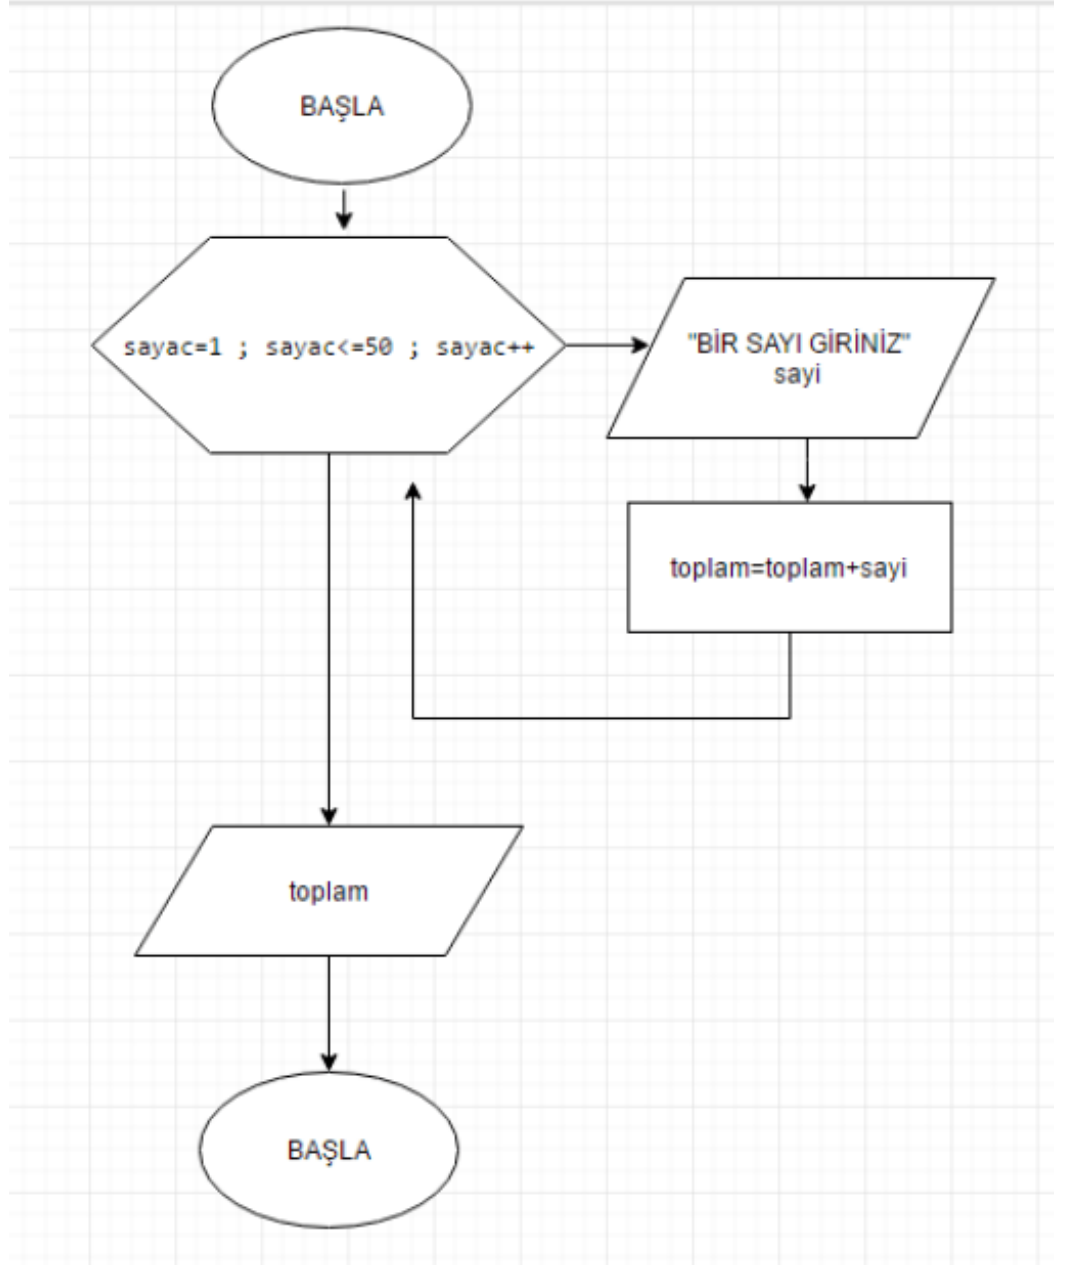 BAŞLA
sayac=1 ; sayac<=50 ; sayac++
"BİR SAYI GİRİNİZ"
sayi
toplam=toplam+sayi
toplam
BAŞLA